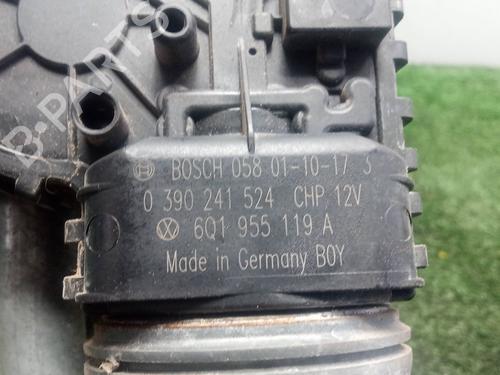 B-PARTS
BOSCH 058 01-10-17 3
0 390 241 524 CHP 12V
6Q1 955 119 A
Made in Germany BOY